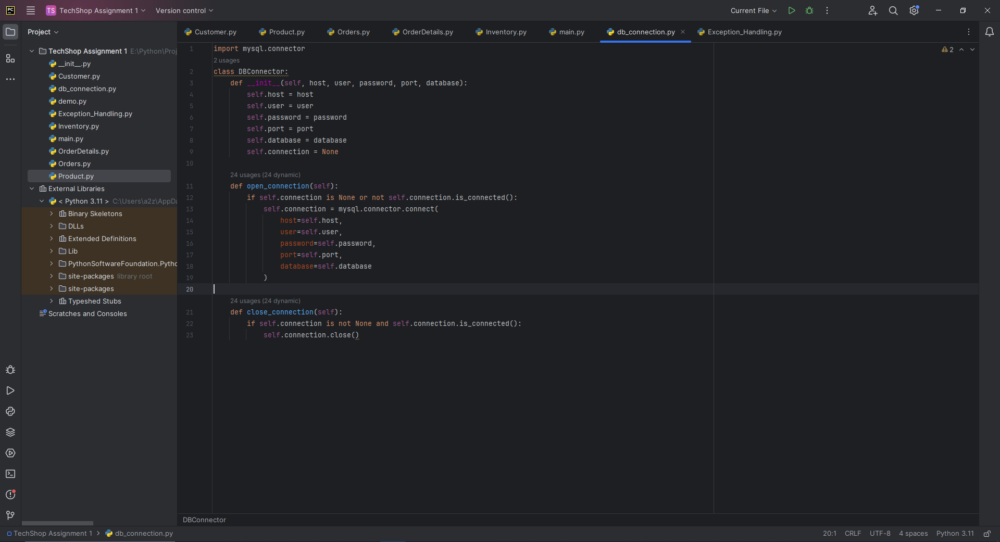 PC
TS TechShop Assignment 1
Version control
Current File
Project
Customer.py
Product.py
Orders.py
OrderDetails.py
Inventory.py
main.py
db_connection.py
Exception_Handling.py
TechShop Assignment 1 E:\Python\Proj
__init__.py
Customer.py
db_connection.py
demo.py
Exception_Handling.py
Inventory.py
main.py
OrderDetails.py
Orders.py
Product.py
External Libraries
< Python 3.11 > C:\Users\a2z\AppDa
Binary Skeletons
DLLs
Extended Definitions
Lib
PythonSoftwareFoundation.Pytho
site-packages library root
site-packages
Typeshed Stubs
Scratches and Consoles
2
1 import mysql.connector
2 usages
2 class DBConnector:
3     def __init__(self, host, user, password, port, database):
4         self.host = host
5         self.user = user
6         self.password = password
7         self.port = port
8         self.database = database
9         self.connection = None
10
24 usages (24 dynamic)
11     def open_connection(self):
12         if self.connection is None or not self.connection.is_connected():
13             self.connection = mysql.connector.connect(
14                 host=self.host,
15                 user=self.user,
16                 password=self.password,
17                 port=self.port,
18                 database=self.database
19             )
20
24 usages (24 dynamic)
21     def close_connection(self):
22         if self.connection is not None and self.connection.is_connected():
23             self.connection.close()
DBConnector
TechShop Assignment 1 > db_connection.py
20:1 CRLF UTF-8 4 spaces Python 3.11